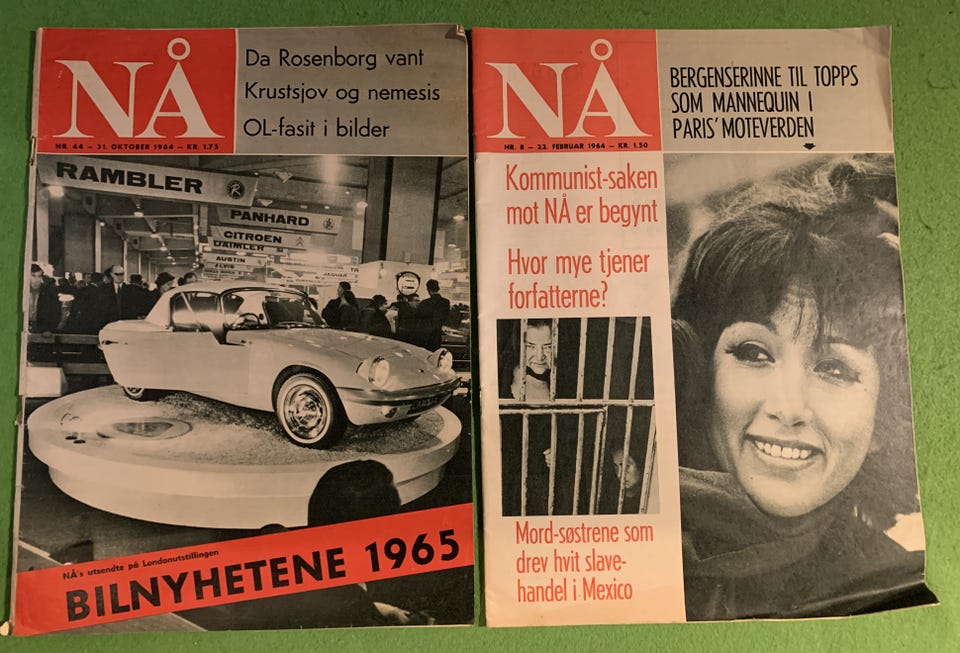 NÅ
NR. 44 – 31. OKTOBER 1964 – KR. 1.75
Da Rosenborg vant
Krustsjov og nemesis
OL-fasit i bilder
RAMBLER
R
PANHARD
CITROEN
DAIMLER
AUSTIN
JAGUAR
NÅ's utsendte på Londonutstillingen
BILNYHETENE 1965
NÅ
NR. 8 – 22. FEBRUAR 1964 – KR. 1.50
BERGENSERINNE TIL TOPPS
SOM MANNEQUIN I
PARIS' MOTEVERDEN
Kommunist-saken
mot NÅ er begynt
Hvor mye tjener
forfatterne?
Mord-søstrene som
drev hvit slave-
handel i Mexico